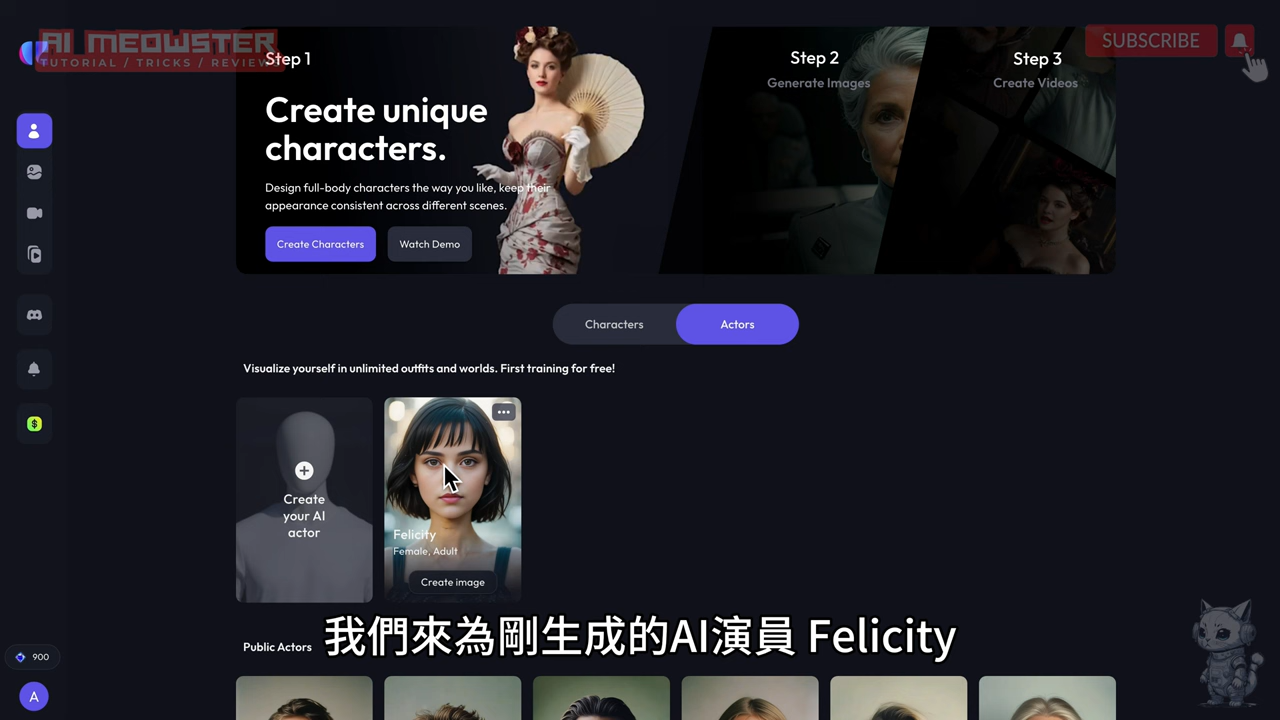 AI MEOWSTER
TUTORIAL / TRICKS / REVIEW
SUBSCRIBE
Step 1
Create unique
characters.
Design full-body characters the way you like, keep their
appearance consistent across different scenes.
Create Characters
Watch Demo
Step 2
Generate Images
Step 3
Create Videos
Characters
Actors
Visualize yourself in unlimited outfits and worlds. First training for free!
Create
your AI
actor
Felicity
Female, Adult
Create image
Public Actors
我們來為剛生成的AI演員 Felicity
900
A